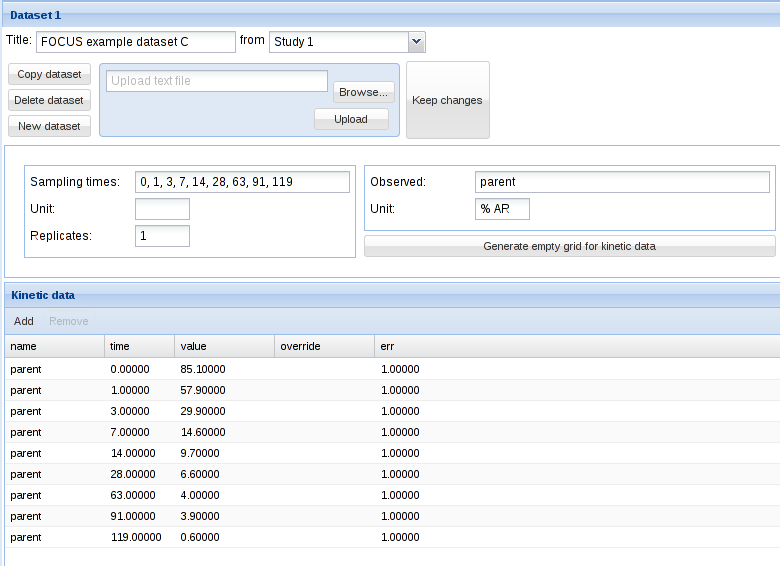 Dataset 1
Title: FOCUS example dataset C from Study 1
Copy dataset
Upload text file
Browse...
Keep changes
Delete dataset
Upload
New dataset
Sampling times: 0, 1, 3, 7, 14, 28, 63, 91, 119
Unit:
Replicates: 1
Observed: parent
Unit: % AR
Generate empty grid for kinetic data
Kinetic data
Add Remove
name time value override err
parent 0.00000 85.10000 1.00000
parent 1.00000 57.90000 1.00000
parent 3.00000 29.90000 1.00000
parent 7.00000 14.60000 1.00000
parent 14.00000 9.70000 1.00000
parent 28.00000 6.60000 1.00000
parent 63.00000 4.00000 1.00000
parent 91.00000 3.90000 1.00000
parent 119.00000 0.60000 1.00000